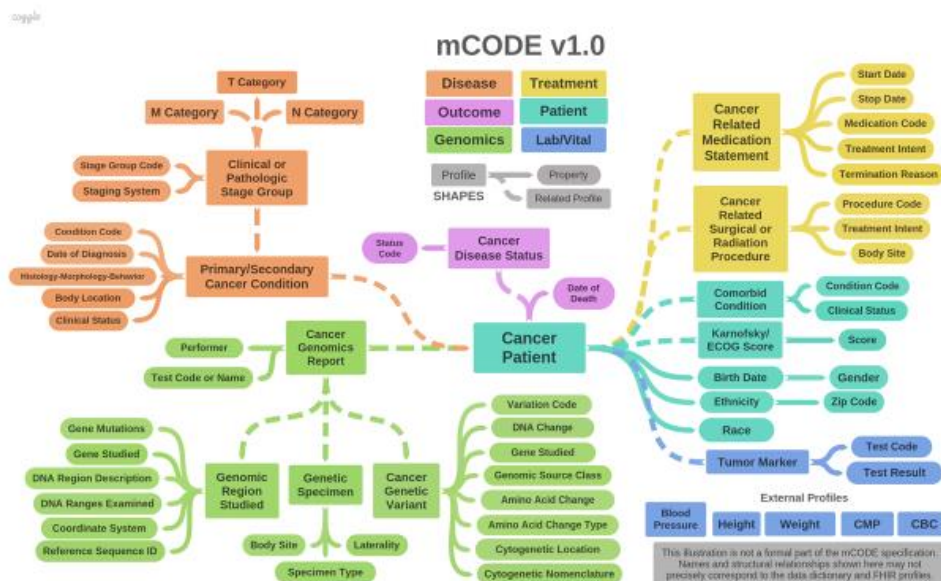 coggle
mCODE v1.0
Disease
Treatment
Outcome
Patient
Genomics
Lab/Vital
Profile
Property
SHAPES
Related Profile
T Category
M Category
N Category
Clinical or
Pathologic
Stage Group
Stage Group Code
Staging System
Condition Code
Date of Diagnosis
Histology-Morphology-Behavior
Body Location
Clinical Status
Primary/Secondary
Cancer Condition
Status
Code
Cancer
Disease Status
Date of
Death
Cancer
Patient
Cancer
Genomics
Report
Performer
Test Code or Name
Gene Mutations
Gene Studied
DNA Region Description
DNA Ranges Examined
Coordinate System
Reference Sequence ID
Genomic
Region
Studied
Genetic
Specimen
Cancer
Genetic
Variant
Body Site
Laterality
Specimen Type
Variation Code
DNA Change
Gene Studied
Genomic Source Class
Amino Acid Change
Amino Acid Change Type
Cytogenetic Location
Cytogenetic Nomenclature
Cancer
Related
Medication
Statement
Start Date
Stop Date
Medication Code
Treatment Intent
Termination Reason
Cancer
Related
Surgical or
Radiation
Procedure
Procedure Code
Treatment Intent
Body Site
Comorbid
Condition
Condition Code
Clinical Status
Karnofsky/
ECOG Score
Score
Birth Date
Gender
Ethnicity
Zip Code
Race
Tumor Marker
Test Code
Test Result
External Profiles
Blood
Pressure
Height
Weight
CMP
CBC
This illustration is not a formal part of the mCODE specification.
Names and structural relationships shown here may not
precisely correspond to the data dictionary and FHIR profiles.